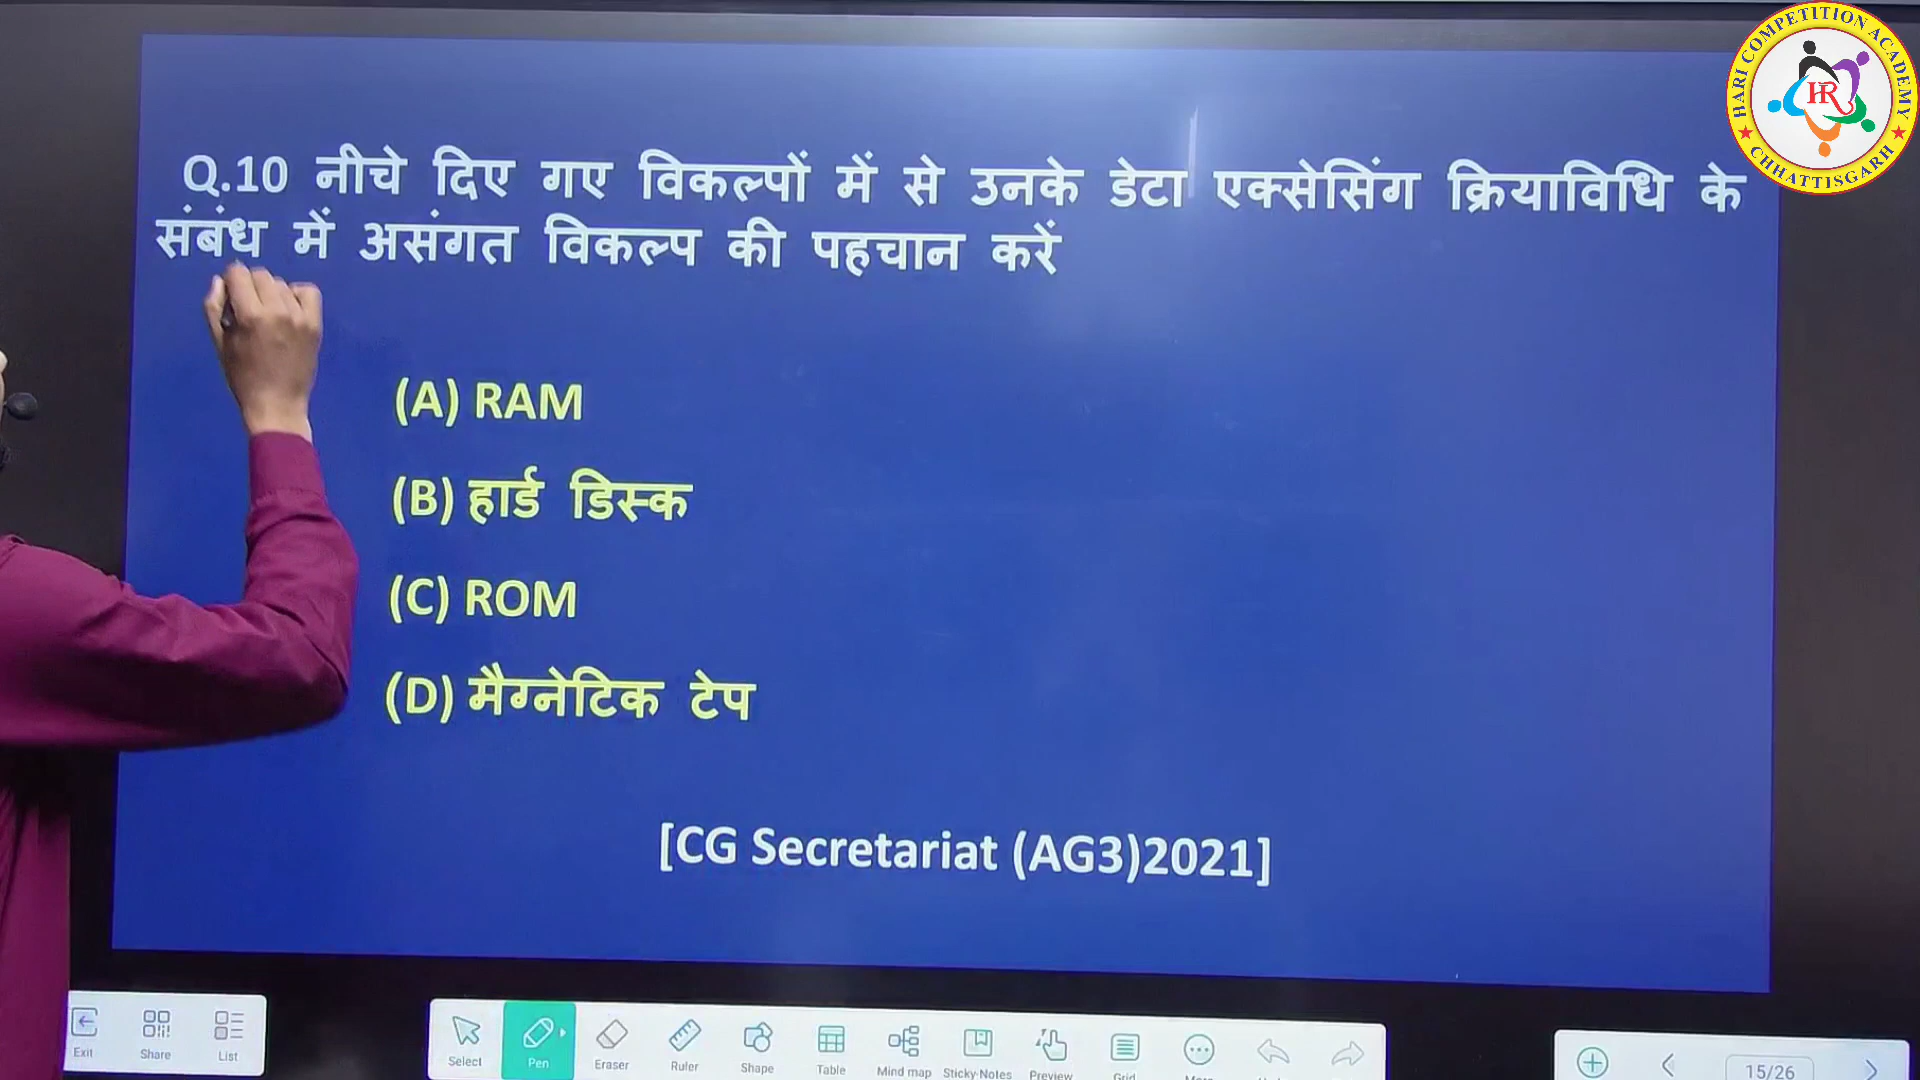 HARI COMPETITION ACADEMY
HR
CHHATTISGARH
Q.10 नीचे दिए गए विकल्पों में से उनके डेटा एक्सेसिंग क्रियाविधि के
संबंध में असंगत विकल्प की पहचान करें
(A) RAM
(B) हार्ड डिस्क
(C) ROM
(D) मैग्नेटिक टेप
[CG Secretariat (AG3)2021]
Exit Share List
Select Pen Eraser Ruler Shape Table Mind map Sticky Notes Preview Grid
15/26